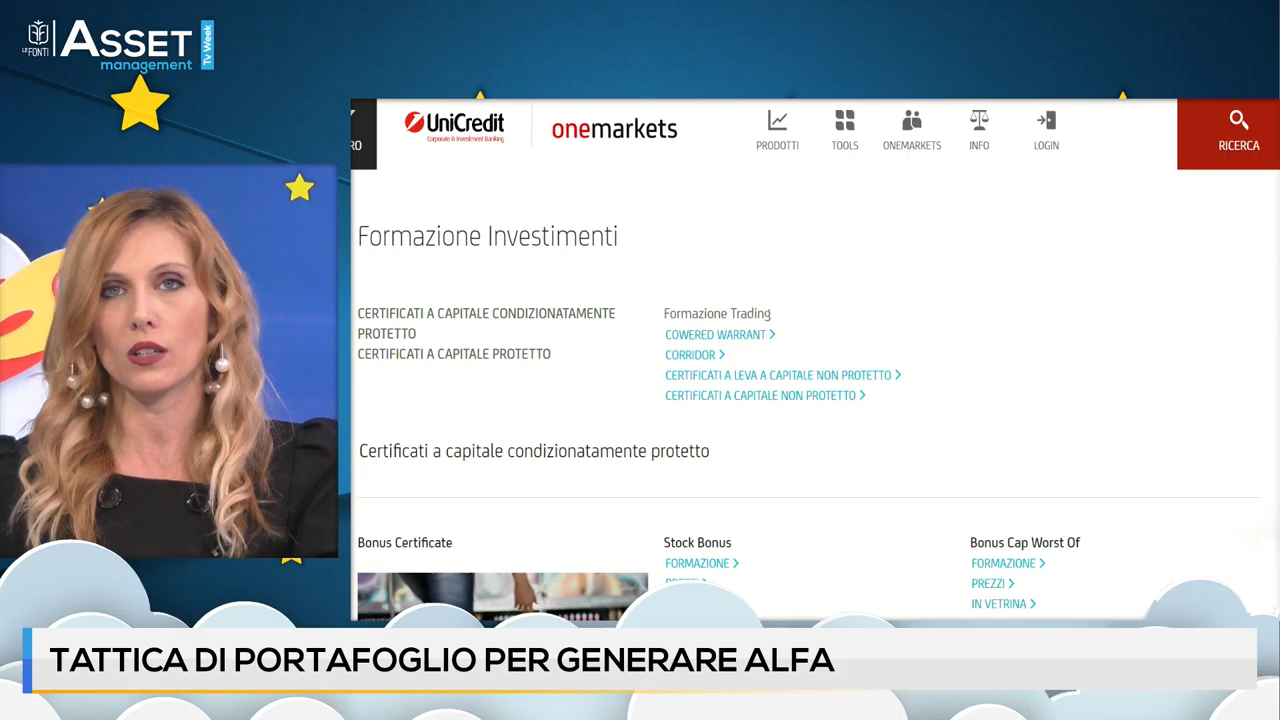 LE FONTI
ASSET
management
Tv Week
RO
UniCredit
Corporate & Investment Banking
onemarkets
PRODOTTI
TOOLS
ONEMARKETS
INFO
LOGIN
RICERCA
Formazione Investimenti
CERTIFICATI A CAPITALE CONDIZIONATAMENTE
PROTETTO
CERTIFICATI A CAPITALE PROTETTO
Formazione Trading
COWERED WARRANT
CORRIDOR
CERTIFICATI A LEVA A CAPITALE NON PROTETTO
CERTIFICATI A CAPITALE NON PROTETTO
Certificati a capitale condizionatamente protetto
Bonus Certificate
Stock Bonus
FORMAZIONE
Bonus Cap Worst Of
FORMAZIONE
PREZZI
IN VETRINA
TATTICA DI PORTAFOGLIO PER GENERARE ALFA